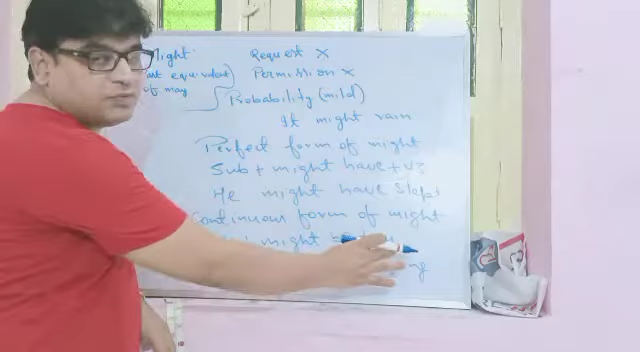 Might Request X
equivalent) Permission X
of may Probability (mild)
It might rain
Perfect form of might
Sub + might have + V3
He might have slept
Continuous form of might
might